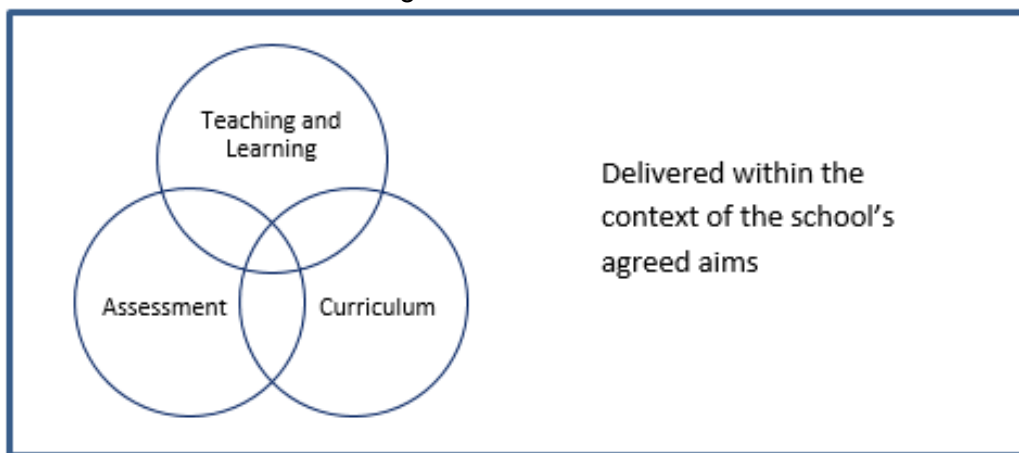 Teaching and
Learning
Assessment
Curriculum
Delivered within the
context of the school's
agreed aims